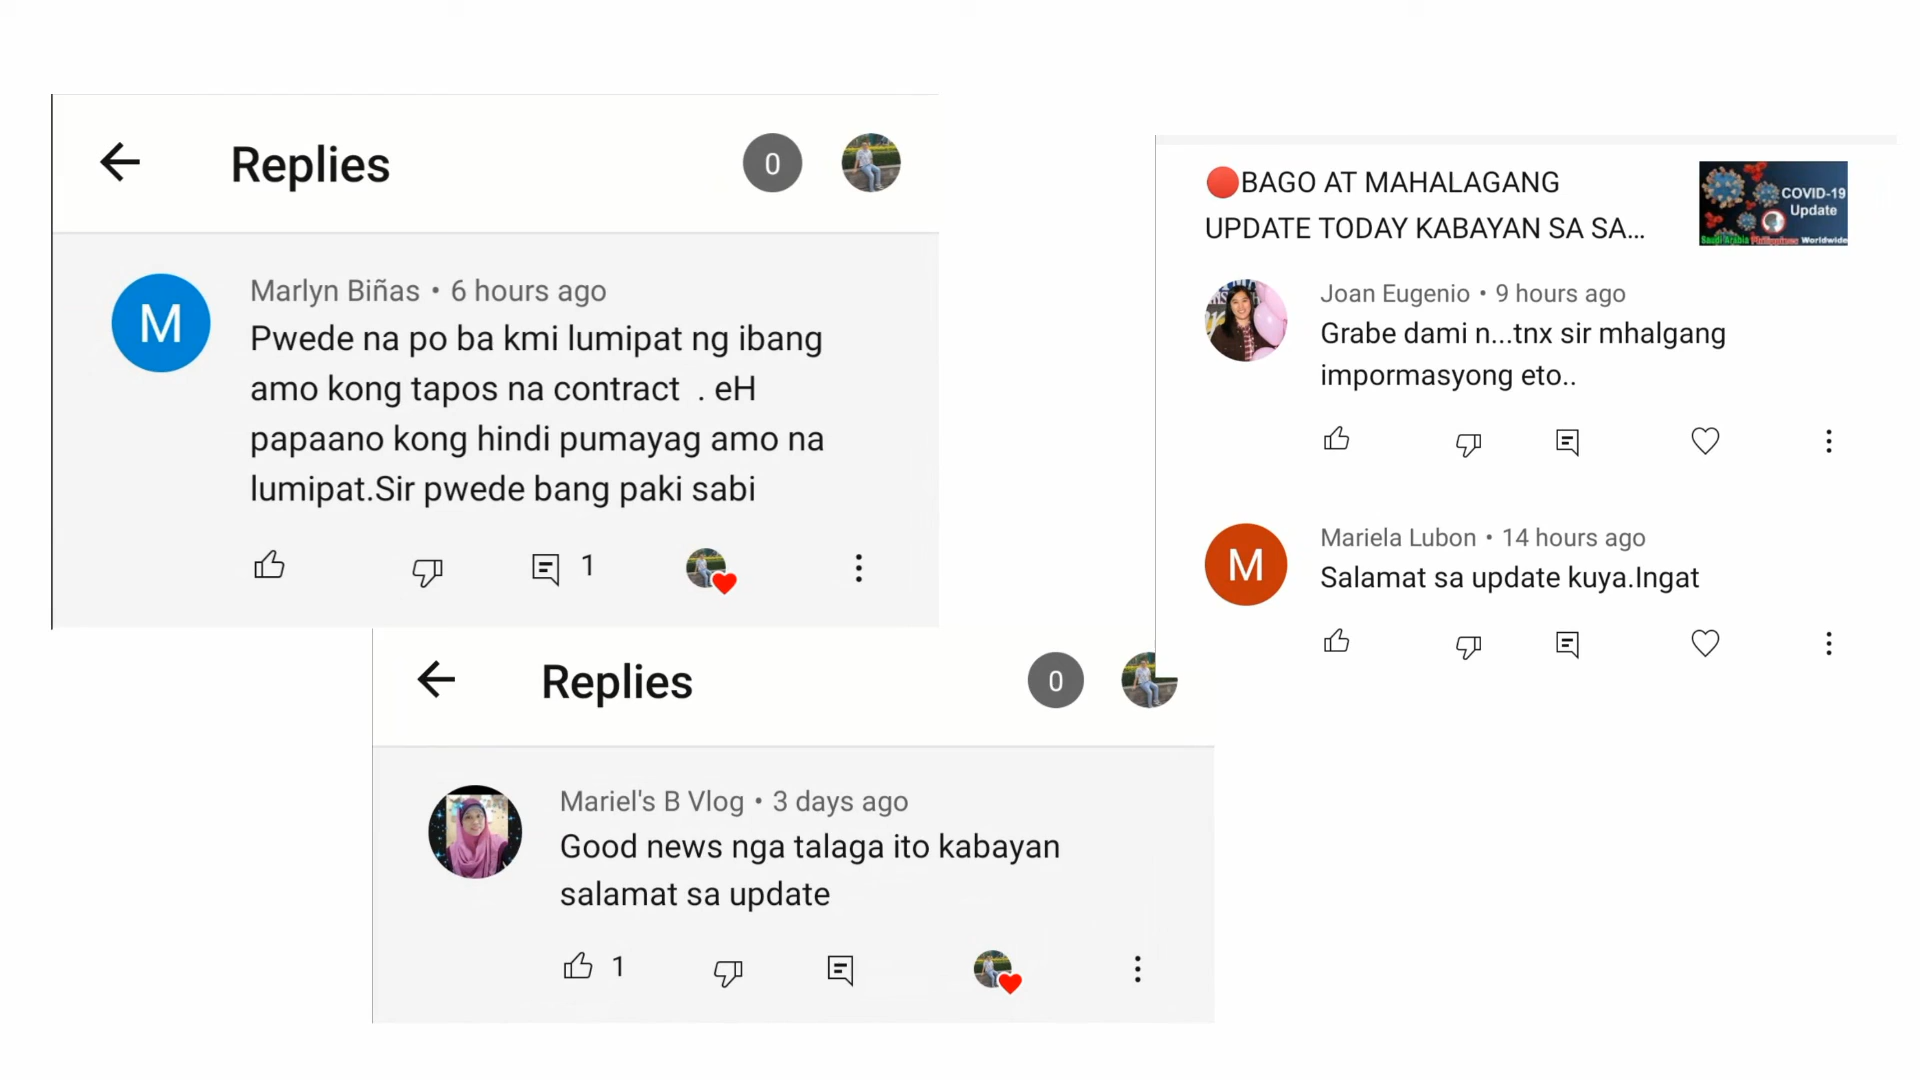 Replies
0
M
Marlyn Biñas • 6 hours ago
Pwede na po ba kmi lumipat ng ibang
amo kong tapos na contract . eH
papaano kong hindi pumayag amo na
lumipat.Sir pwede bang paki sabi
1
🔴BAGO AT MAHALAGANG
UPDATE TODAY KABAYAN SA SA...
COVID-19
Update
Saudi Arabia Philippines Worldwide
Joan Eugenio • 9 hours ago
Grabe dami n...tnx sir mhalgang
impormasyong eto..
M
Mariela Lubon • 14 hours ago
Salamat sa update kuya.Ingat
Replies
0
Mariel's B Vlog • 3 days ago
Good news nga talaga ito kabayan
salamat sa update
1